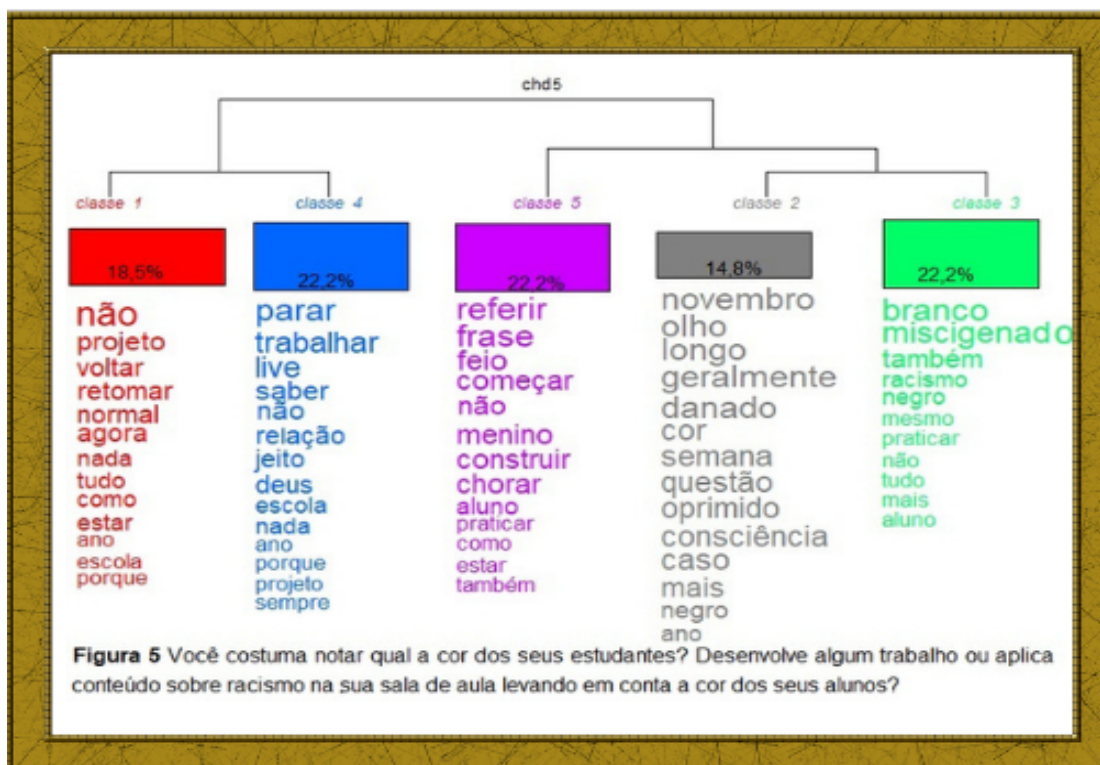 chd5
classe 1
classe 4
classe 5
classe 2
classe 3
18,5%
22,2%
22,2%
14,8%
22,2%
não
projeto
voltar
retomar
normal
agora
nada
tudo
como
estar
ano
escola
porque
parar
trabalhar
live
saber
não
relação
jeito
deus
escola
nada
ano
porque
projeto
sempre
referir
frase
feio
começar
não
menino
construir
chorar
aluno
praticar
como
estar
também
novembro
olho
longo
geralmente
danado
cor
semana
questão
oprimido
consciência
caso
mais
negro
ano
branco
miscigenado
também
racismo
negro
mesmo
praticar
não
tudo
mais
aluno
Figura 5 Você costuma notar qual a cor dos seus estudantes? Desenvolve algum trabalho ou aplica
conteúdo sobre racismo na sua sala de aula levando em conta a cor dos seus alunos?